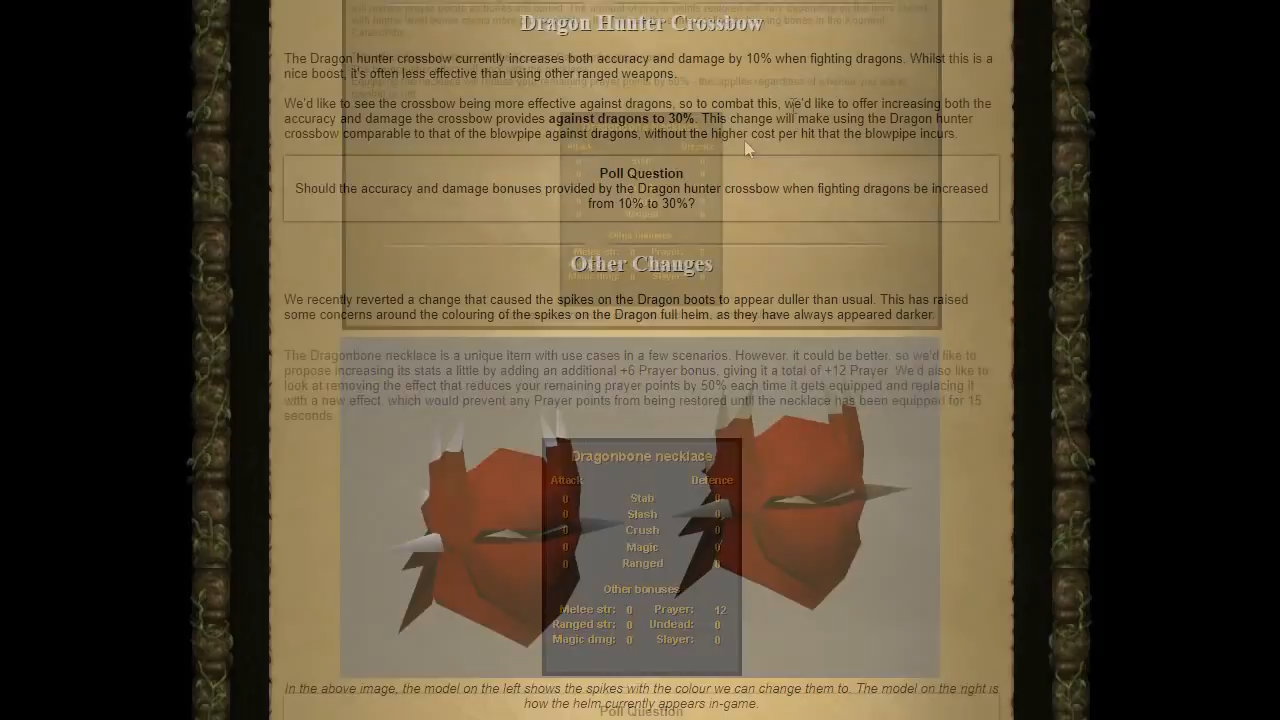 Dragon Hunter Crossbow
The Dragon hunter crossbow currently increases both accuracy and damage by 10% when fighting dragons. Whilst this is a
nice boost, it's often less effective than using other ranged weapons.
We'd like to see the crossbow being more effective against dragons, so to combat this, we'd like to offer increasing both the
accuracy and damage the crossbow provides against dragons to 30%. This change will make using the Dragon hunter
crossbow comparable to that of the blowpipe against dragons, without the higher cost per hit that the blowpipe incurs.
Poll Question
Should the accuracy and damage bonuses provided by the Dragon hunter crossbow when fighting dragons be increased
from 10% to 30%?
Other Changes
We recently reverted a change that caused the spikes on the Dragon boots to appear duller than usual. This has raised
some concerns around the colouring of the spikes on the Dragon full helm, as they have always appeared darker.
The Dragonbone necklace is a unique item with use cases in a few scenarios. However, it could be better, so we'd like to
propose increasing its stats a little by adding an additional +6 Prayer bonus, giving it a total of +12 Prayer. We'd also like to
look at removing the effect that reduces your remaining prayer points by 50% each time it gets equipped and replacing it
with a new effect, which would prevent any Prayer points from being restored until the necklace has been equipped for 15
seconds
Dragonbone necklace
Attack Defence
0 Stab 0
0 Slash 0
0 Crush 0
0 Magic 0
0 Ranged 0
Other bonuses
Melee str: 0 Prayer: 12
Ranged str: 0 Undead: 0
Magic dmg: 0 Slayer: 0
In the above image, the model on the left shows the spikes with the colour we can change them to. The model on the right is
how the helm currently appears in-game.
Poll Question